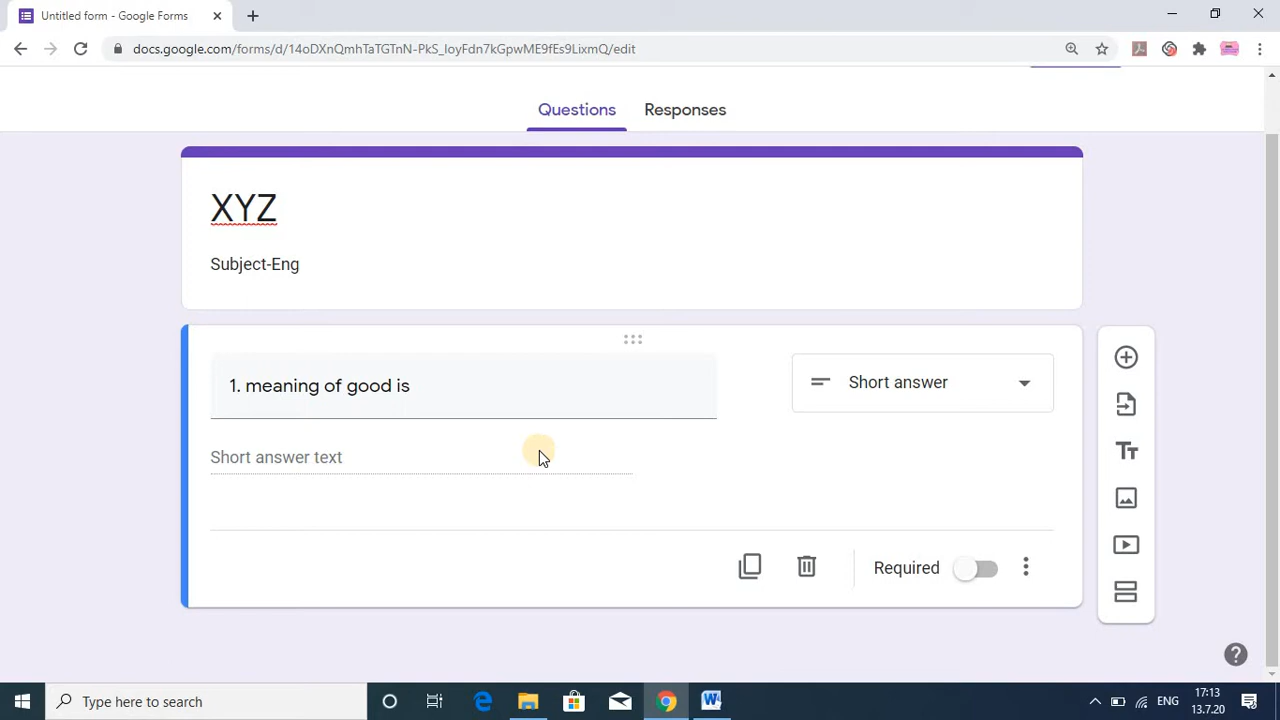 Untitled form - Google Forms
docs.google.com/forms/d/14oDXnQmhTaTGTnN-PkS_loyFdn7kGpwME9fEs9LixmQ/edit
Questions Responses
XYZ
Subject-Eng
1. meaning of good is
Short answer
Short answer text
Required
Type here to search
ENG
17:13
13.7.20